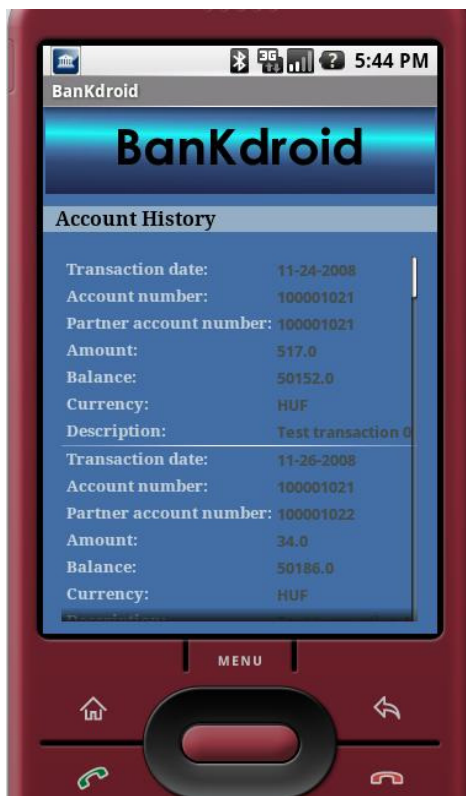 3G 5:44 PM
BanKdroid
BanKdroid
Account History
Transaction date: 11-24-2008
Account number: 100001021
Partner account number: 100001021
Amount: 517.0
Balance: 50152.0
Currency: HUF
Description: Test transaction 0
Transaction date: 11-26-2008
Account number: 100001021
Partner account number: 100001022
Amount: 34.0
Balance: 50186.0
Currency: HUF
MENU